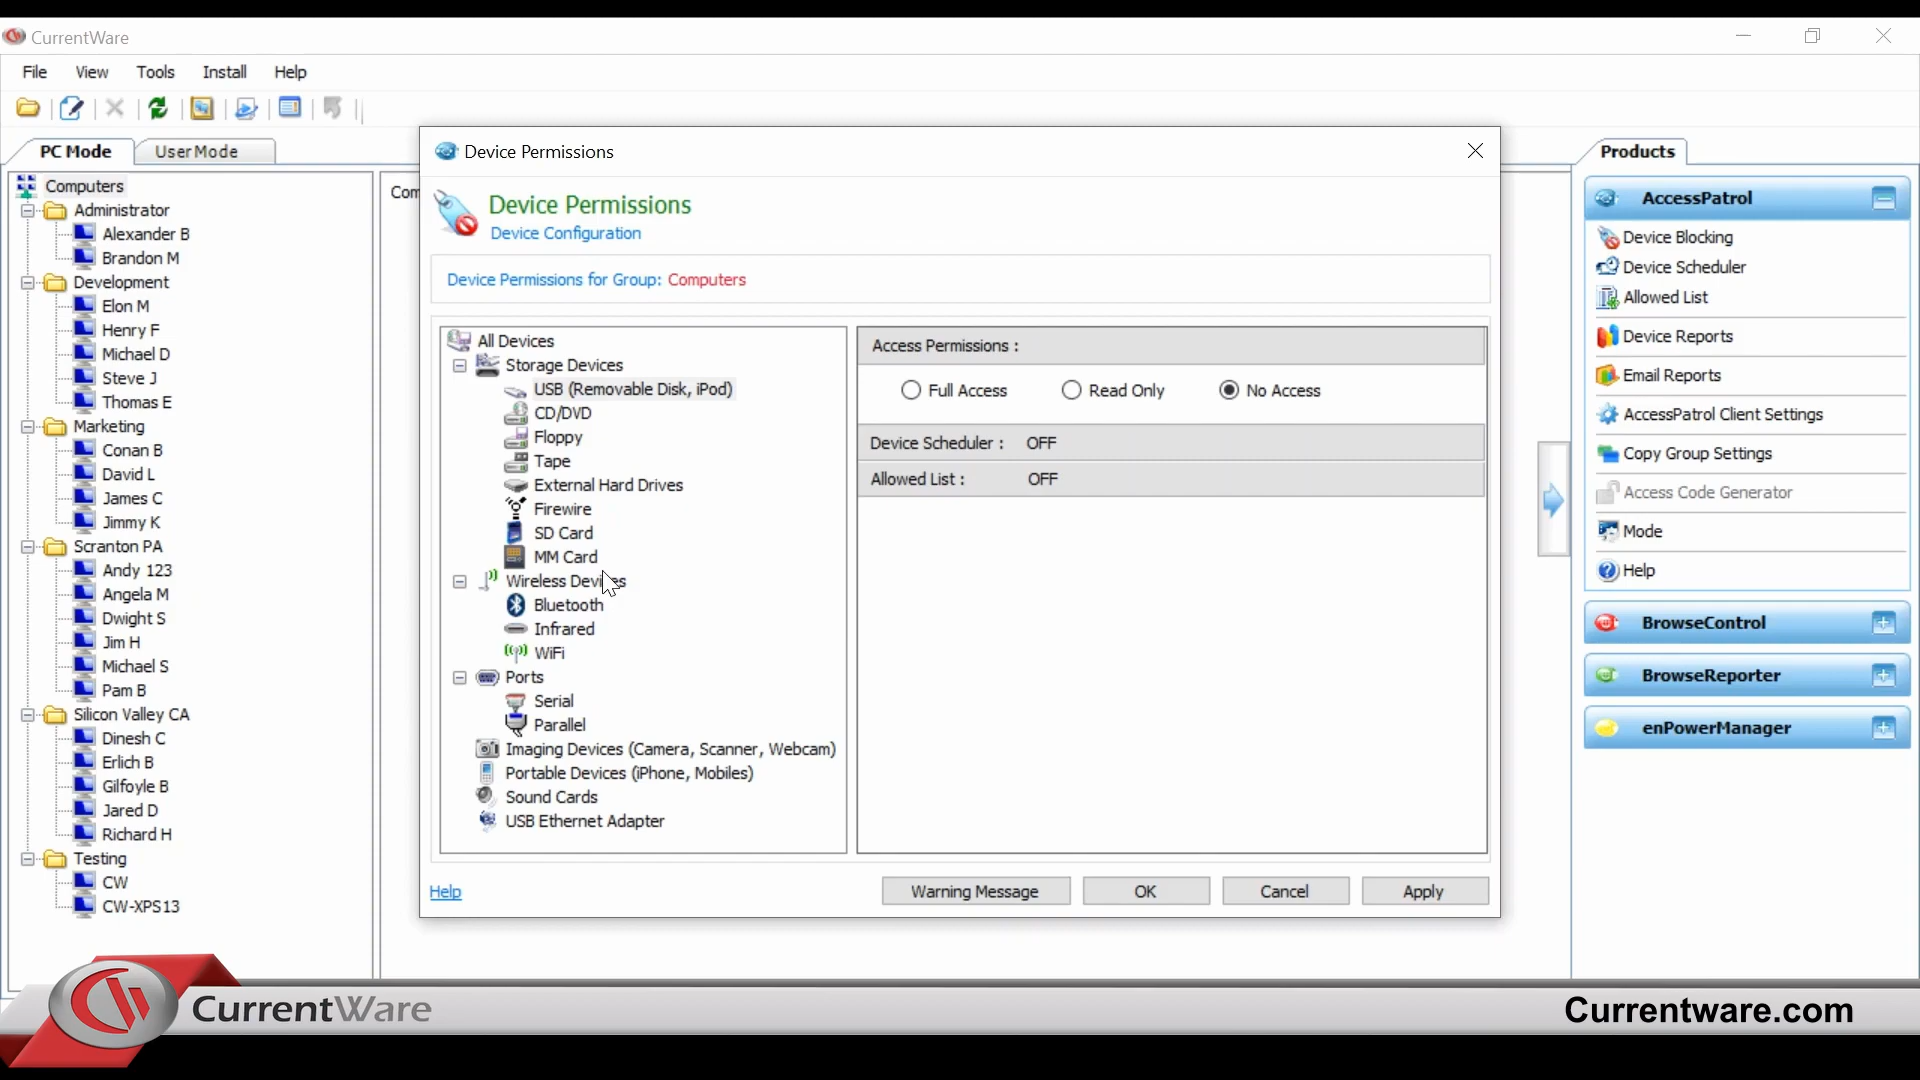 CurrentWare
File View Tools Install Help
PC Mode User Mode
Computers
Administrator
Alexander B
Brandon M
Development
Elon M
Henry F
Michael D
Steve J
Thomas E
Marketing
Conan B
David L
James C
Jimmy K
Scranton PA
Andy 123
Angela M
Dwight S
Jim H
Michael S
Pam B
Silicon Valley CA
Dinesh C
Erlich B
Gilfoyle B
Jared D
Richard H
Testing
CW
CW-XPS13
Com
Device Permissions
Device Permissions
Device Configuration
Device Permissions for Group: Computers
All Devices
Storage Devices
USB (Removable Disk, iPod)
CD/DVD
Floppy
Tape
External Hard Drives
Firewire
SD Card
MM Card
Wireless Devices
Bluetooth
Infrared
WiFi
Ports
Serial
Parallel
Imaging Devices (Camera, Scanner, Webcam)
Portable Devices (iPhone, Mobiles)
Sound Cards
USB Ethernet Adapter
Access Permissions :
Full Access Read Only No Access
Device Scheduler : OFF
Allowed List : OFF
Help Warning Message OK Cancel Apply
Products
AccessPatrol
Device Blocking
Device Scheduler
Allowed List
Device Reports
Email Reports
AccessPatrol Client Settings
Copy Group Settings
Access Code Generator
Mode
Help
BrowseControl
BrowseReporter
enPowerManager
CurrentWare
Currentware.com